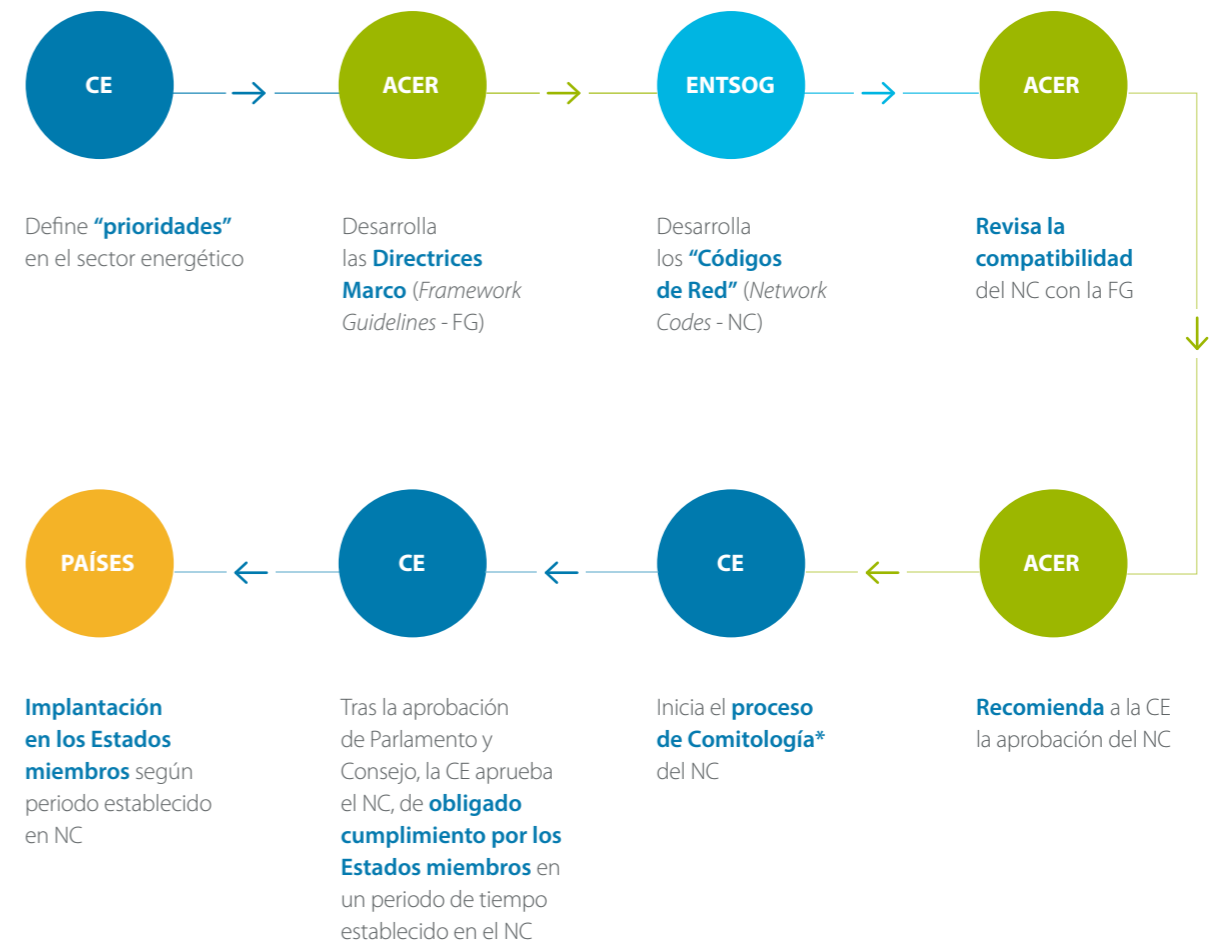 CE
Define “prioridades”
en el sector energético
ACER
Desarrolla
las Directrices
Marco (Framework
Guidelines - FG)
ENTSOG
Desarrolla
los “Códigos
de Red” (Network
Codes - NC)
ACER
Revisa la
compatibilidad
del NC con la FG
ACER
Recomienda a la CE
la aprobación del NC
CE
Inicia el proceso
de Comitología*
del NC
CE
Tras la aprobación
de Parlamento y
Consejo, la CE aprueba
el NC, de obligado
cumplimiento por los
Estados miembros en
un periodo de tiempo
establecido en el NC
PAÍSES
Implantación
en los Estados
miembros según
periodo establecido
en NC